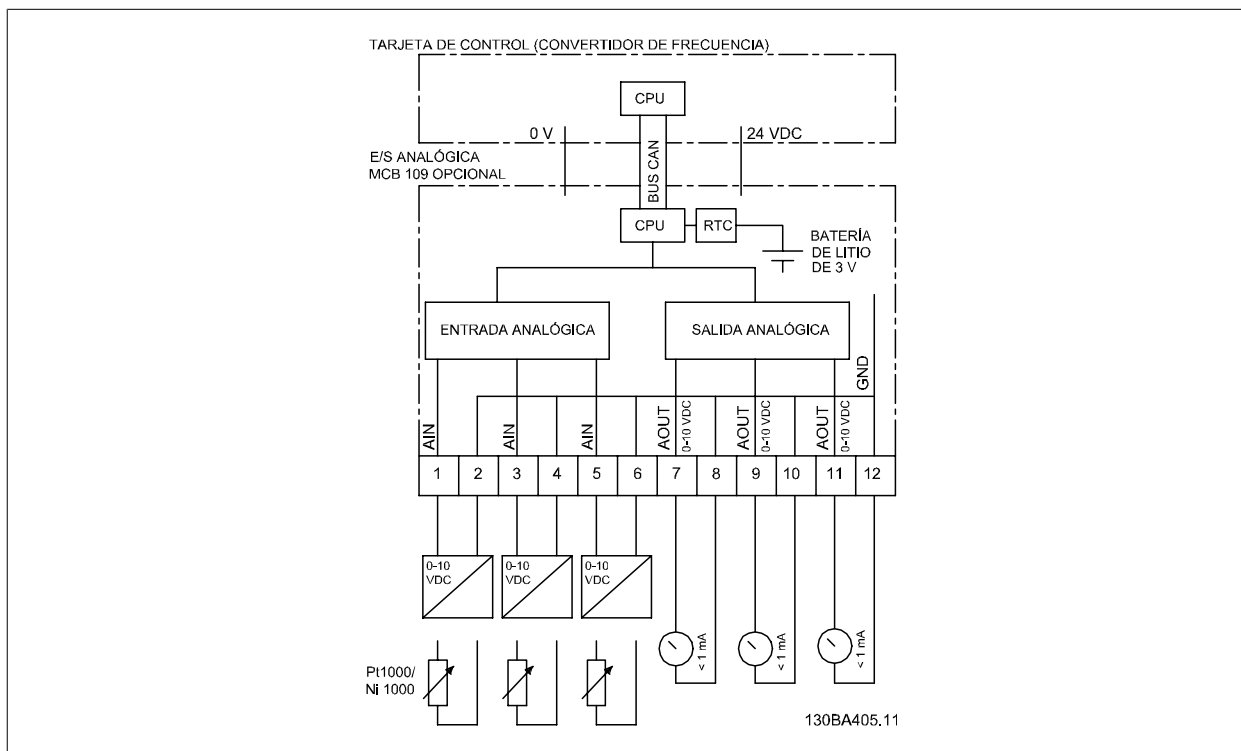 TARJETA DE CONTROL (CONVERTIDOR DE FRECUENCIA)
CPU
0 V
24 VDC
BUS CAN
E/S ANALÓGICA
MCB 109 OPCIONAL
CPU
RTC
BATERÍA
DE LITIO
DE 3 V
ENTRADA ANALÓGICA
SALIDA ANALÓGICA
GND
AIN
AIN
AIN
AOUT
0-10 VDC
AOUT
0-10 VDC
AOUT
0-10 VDC
1 2 3 4 5 6 7 8 9 10 11 12
0-10
VDC
0-10
VDC
0-10
VDC
< 1 mA
< 1 mA
< 1 mA
Pt1000/
Ni 1000
130BA405.11